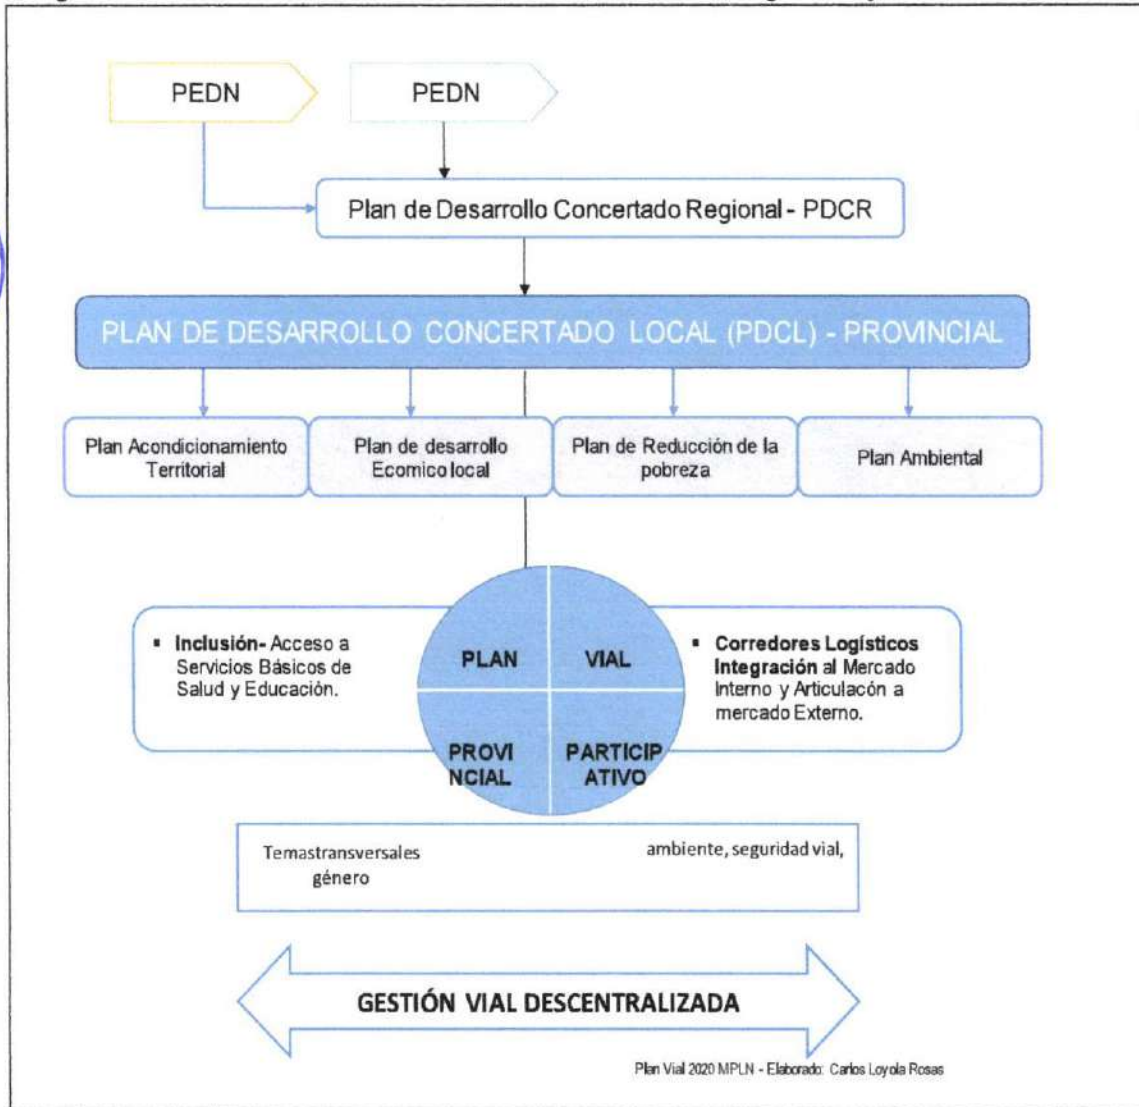 PEDN
PEDN
Plan de Desarrollo Concertado Regional - PDCR
PLAN DE DESARROLLO CONCERTADO LOCAL (PDCL) - PROVINCIAL
Plan Acondicionamiento
Territorial
Plan de desarrollo
Ecomico local
Plan de Reducción de la
pobreza
Plan Ambiental
▪ Inclusión- Acceso a
Servicios Básicos de
Salud y Educación.
PLAN
VIAL
PROVI
NCIAL
PARTICIP
ATIVO
▪ Corredores Logísticos
Integración al Mercado
Interno y Articulacón a
mercado Externo.
Temastransversales
género
ambiente, seguridad vial,
GESTIÓN VIAL DESCENTRALIZADA
Plan Vial 2020 MPLN - Elaborado: Carlos Loyola Rosas